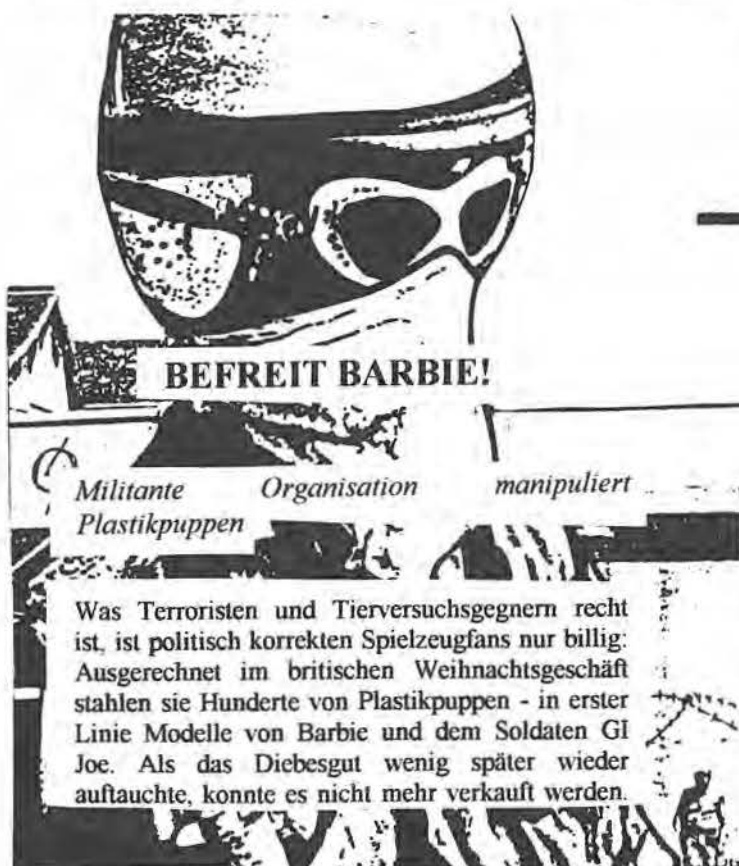 BEFREIT BARBIE!
Militante Organisation manipuliert
Plastikpuppen
Was Terroristen und Tierversuchsgegnern recht
ist, ist politisch korrekten Spielzeugfans nur billig:
Ausgerechnet im britischen Weihnachtsgeschäft
stahlen sie Hunderte von Plastikpuppen - in erster
Linie Modelle von Barbie und dem Soldaten GI
Joe. Als das Diebesgut wenig später wieder
auftauchte, konnte es nicht mehr verkauft werden.